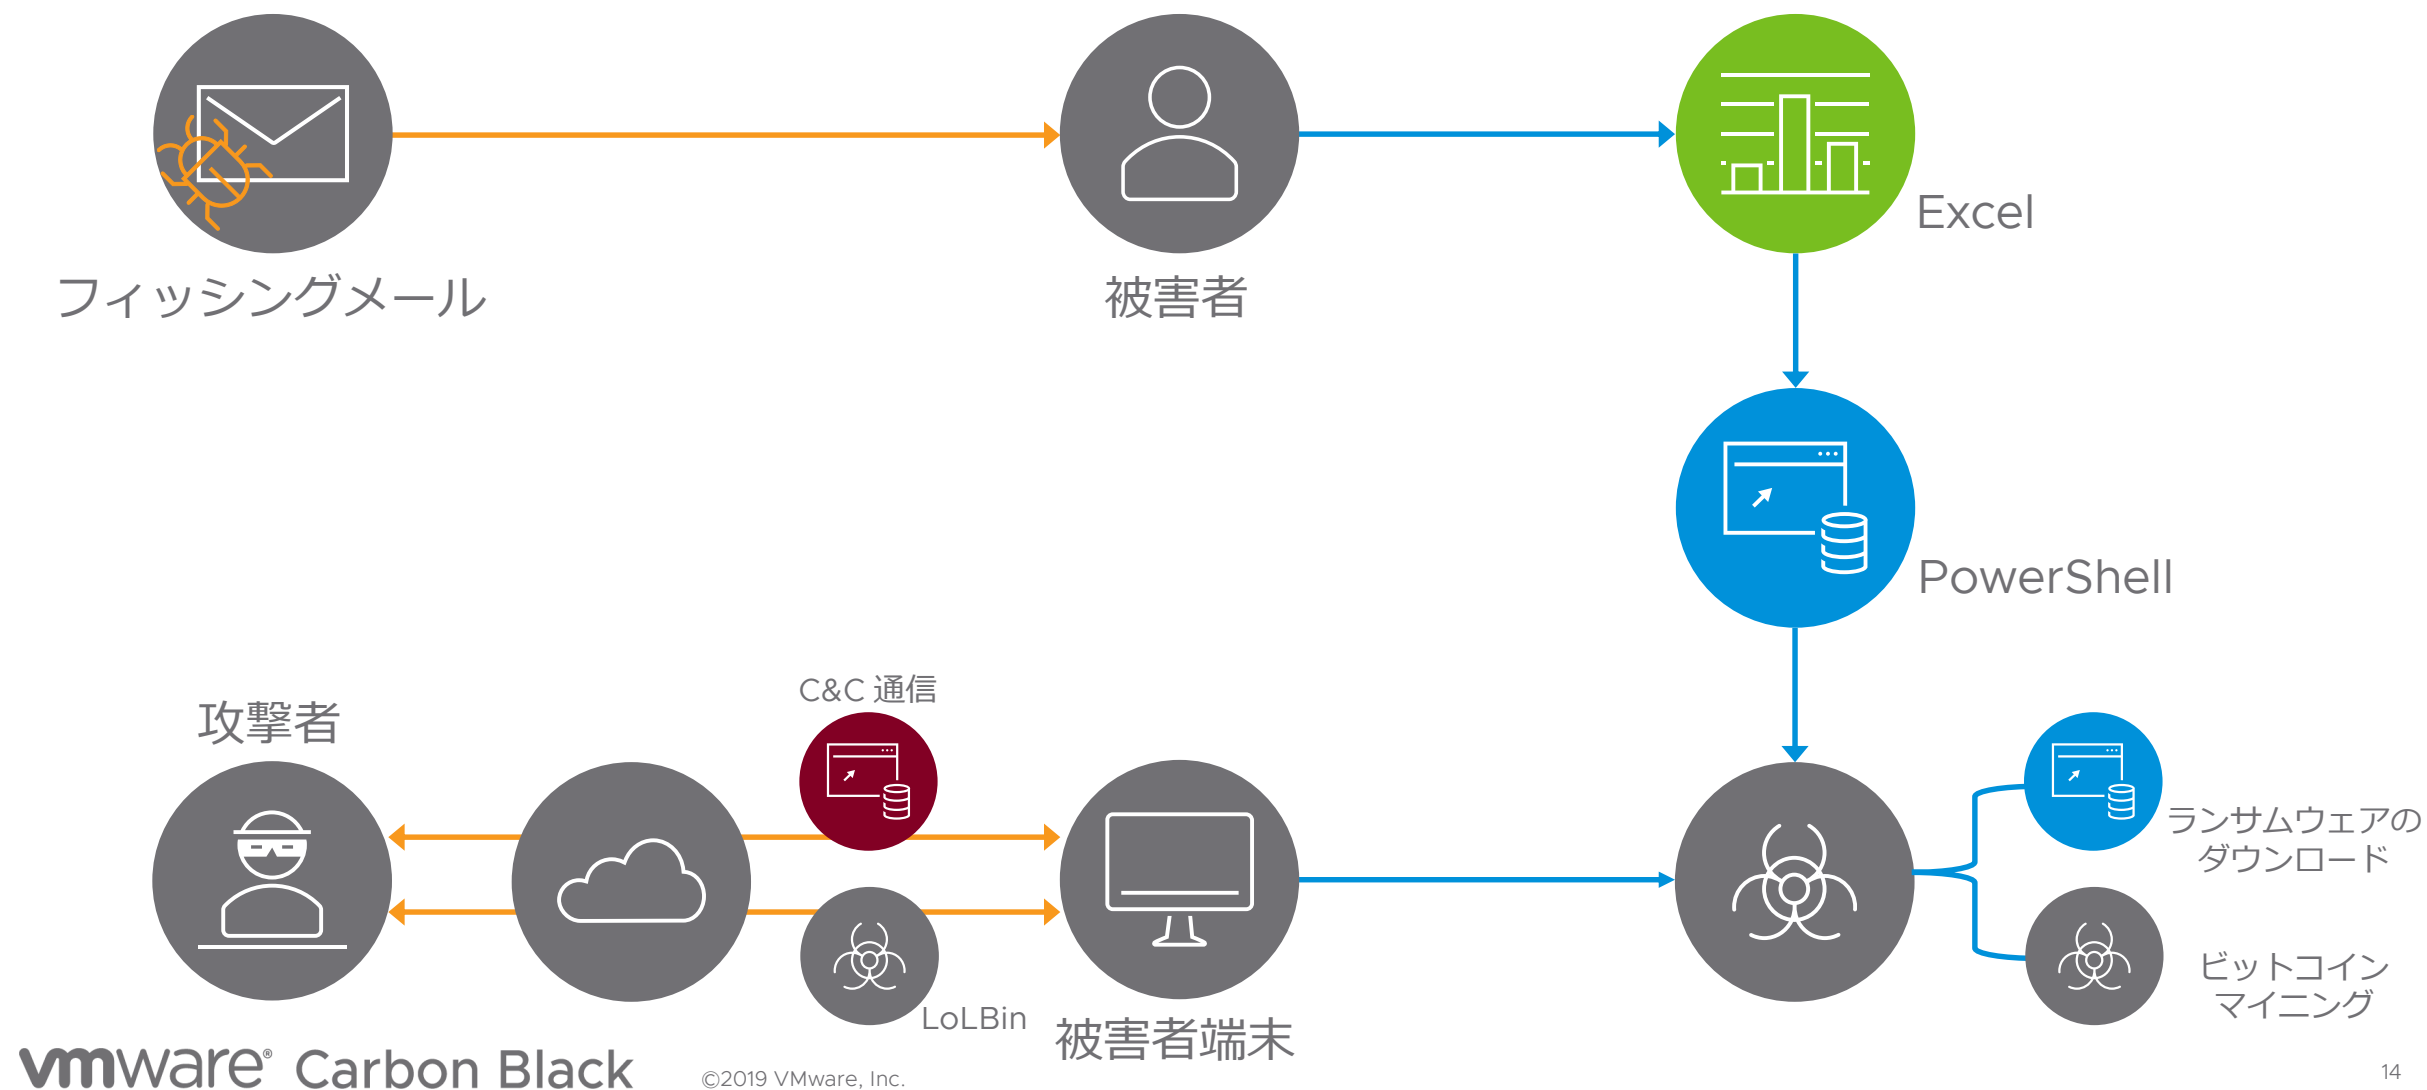 フィッシングメール
被害者
Excel
PowerShell
C&C 通信
攻撃者
ランサムウェアの
ダウンロード
ビットコイン
マイニング
LoLBin
被害者端末
vmware® Carbon Black
©2019 VMware, Inc.
14